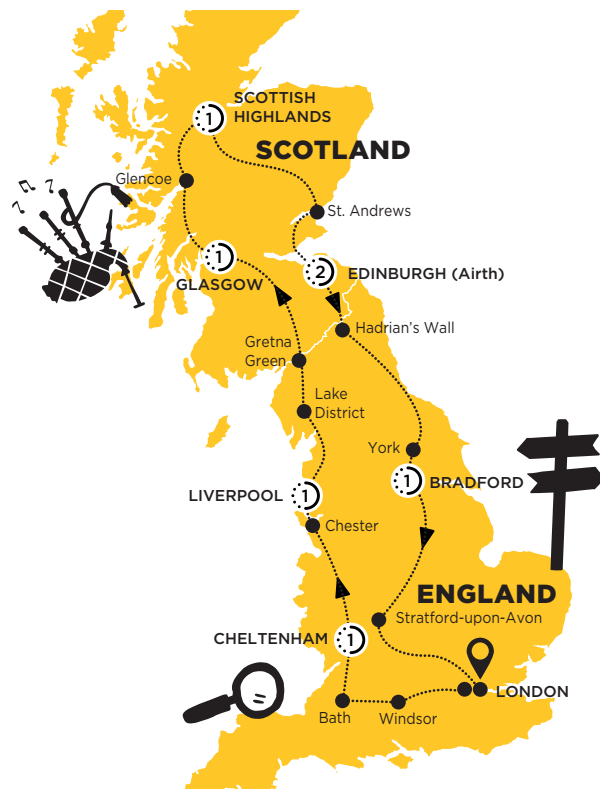 SCOTTISH
HIGHLANDS
1
SCOTLAND
Glencoe
St. Andrews
1
GLASGOW
2
EDINBURGH (Airth)
Hadrian's Wall
Gretna
Green
Lake
District
York
1
BRADFORD
LIVERPOOL
1
Chester
ENGLAND
Stratford-upon-Avon
CHELTENHAM
1
LONDON
Bath
Windsor